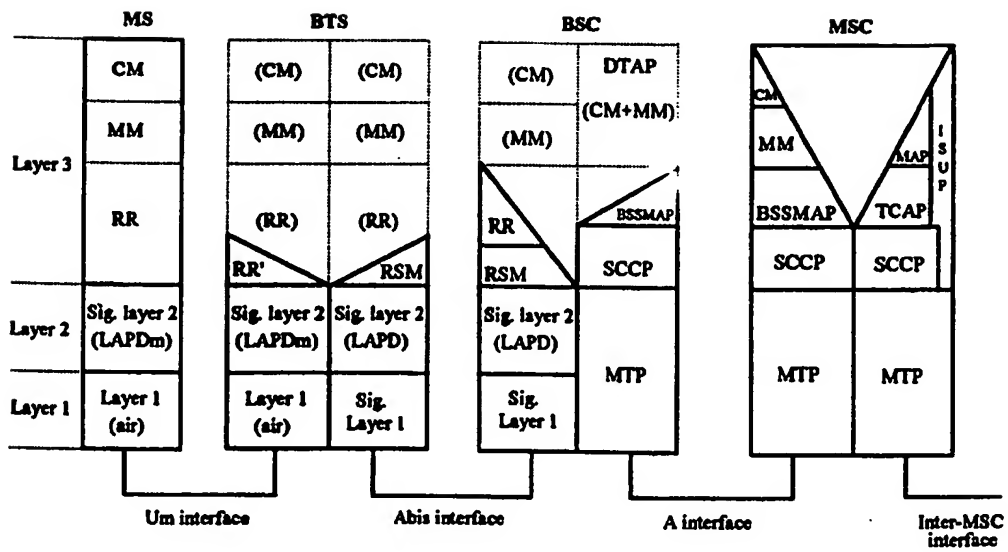 MS
BTS
BSC
MSC
Layer 3
CM
MM
RR
(CM)
(CM)
(MM)
(MM)
(RR)
(RR)
RR'
RSM
(CM)
DTAP
(CM+MM)
(MM)
RR
RSM
BSSMAP
SCCP
CM
MM
BSSMAP
MAP
TCAP
ISUP
SCCP
SCCP
Layer 2
Sig. layer 2
(LAPDm)
Sig. layer 2
(LAPDm)
Sig. layer 2
(LAPD)
Sig. layer 2
(LAPD)
MTP
MTP
MTP
Layer 1
Layer 1
(air)
Layer 1
(air)
Sig.
Layer 1
Sig.
Layer 1
Um interface
Abis interface
A interface
Inter-MSC
interface